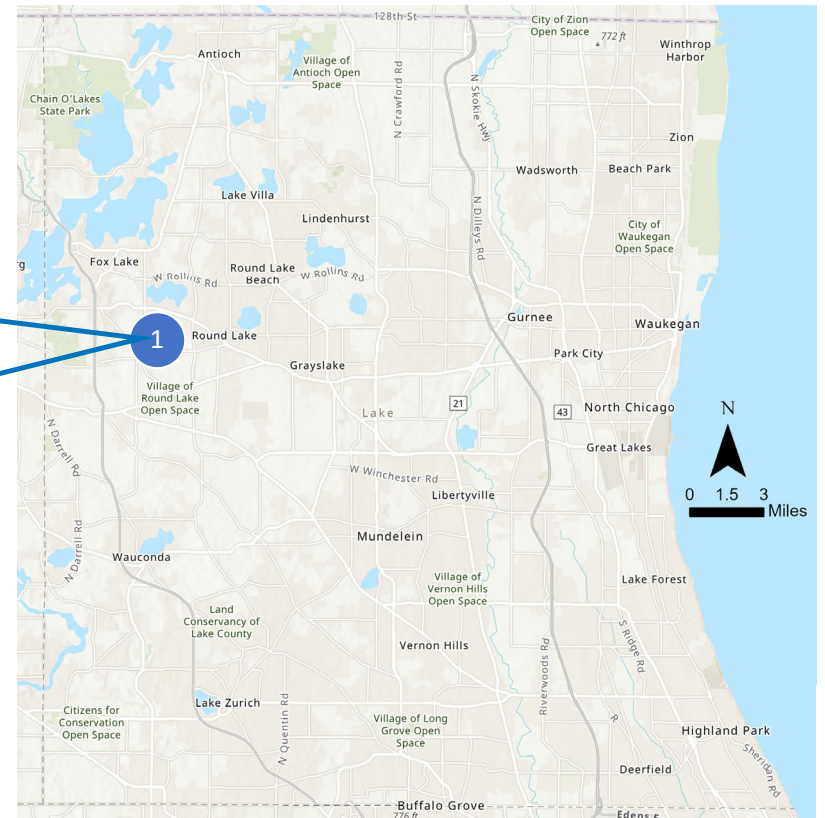 128th St
City of Zion
Open Space
772 ft
Winthrop
Harbor
Antioch
Village of
Antioch Open
Space
N Crawford Rd
N Skokie Hwy
Chain O'Lakes
State Park
Zion
Wadsworth
Beach Park
Lake Villa
Lindenhurst
N Dilleys Rd
City of
Waukegan
Open Space
rg
Fox Lake
W Rollins Rd
Round Lake
Beach
W Rollins Rd
Gurnee
Waukegan
1
Round Lake
Park City
Grayslake
Village of
Round Lake
Open Space
Lake
21
43
North Chicago
N
Great Lakes
N Darrell Rd
W Winchester Rd
Libertyville
0 1.5 3
Miles
Mundelein
N Darrell Rd
Wauconda
Village of
Vernon Hills
Open Space
Lake Forest
Land
Conservancy of
Lake County
S Ridge Rd
Vernon Hills
Riverwoods Rd
Citizens for
Conservation
Open Space
Lake Zurich
N Quentin Rd
Village of Long
Grove Open
Space
R
Highland Park
Sheridan Rd
Deerfield
Buffalo Grove
776 ft
Edens E